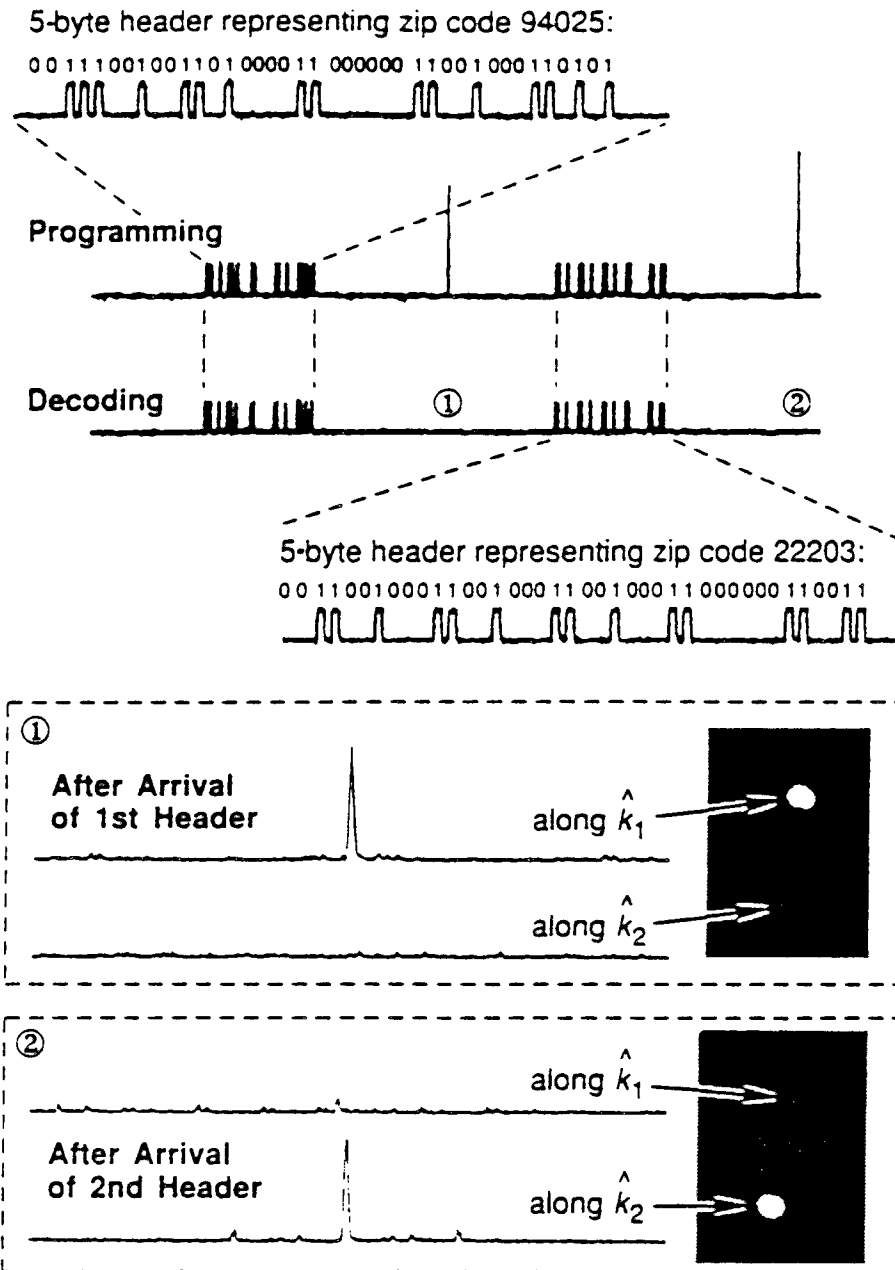 5-byte header representing zip code 94025:
0 0 1 1 1 0 0 1 0 0 1 1 0 1 0 0 0 0 1 1 0 0 0 0 0 0 1 1 0 0 1 0 0 0 1 1 0 1 0 1
Programming
Decoding ① ②
5-byte header representing zip code 22203:
0 0 1 1 0 0 1 0 0 0 1 1 0 0 1 0 0 0 1 1 0 0 1 0 0 0 1 1 0 0 0 0 0 0 1 1 0 0 1 1
①
After Arrival
of 1st Header
along k̂₁
along k̂₂
②
along k̂₁
After Arrival
of 2nd Header
along k̂₂